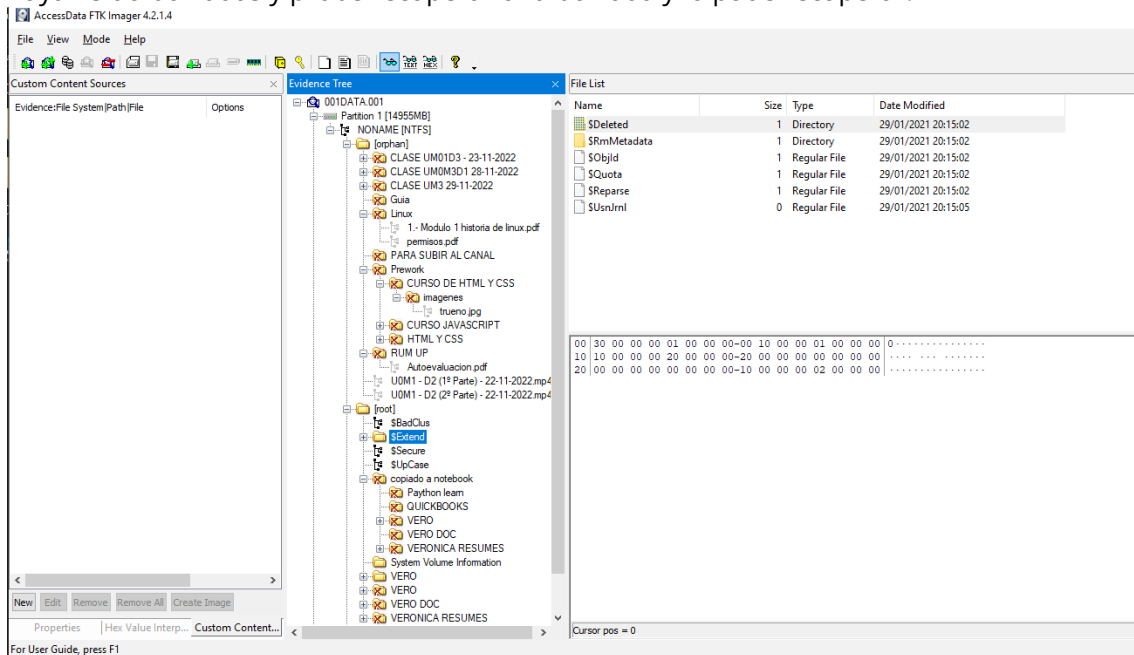 AccessData FTK Imager 4.2.1.4
File View Mode Help
Custom Content Sources
Evidence:File System|Path|File Options
New Edit Remove Remove All Create Image
Properties Hex Value Interp... Custom Content...
For User Guide, press F1
Evidence Tree
001DATA.001
Partition 1 [14955MB]
NONAME [NTFS]
[orphan]
CLASE UM01D3 - 23-11-2022
CLASE UM0M3D1 28-11-2022
CLASE UM3 29-11-2022
Guia
Linux
1.- Modulo 1 historia de linux.pdf
permisos.pdf
PARA SUBIR AL CANAL
Prework
CURSO DE HTML Y CSS
imagenes
trueno.jpg
CURSO JAVASCRIPT
HTML Y CSS
RUM UP
Autoevaluacion.pdf
U0M1 - D2 (1ª Parte) - 22-11-2022.mp4
U0M1 - D2 (2ª Parte) - 22-11-2022.mp4
[root]
$BadClus
$Extend
$Secure
$UpCase
copiado a notebook
Paython learn
QUICKBOOKS
VERO
VERO DOC
VERONICA RESUMES
System Volume Information
VERO
VERO
VERO DOC
VERONICA RESUMES
File List
Name Size Type Date Modified
$Deleted 1 Directory 29/01/2021 20:15:02
$RmMetadata 1 Directory 29/01/2021 20:15:02
$ObjId 1 Regular File 29/01/2021 20:15:02
$Quota 1 Regular File 29/01/2021 20:15:02
$Reparse 1 Regular File 29/01/2021 20:15:02
$UsnJrnl 0 Regular File 29/01/2021 20:15:05
00 30 00 00 00 01 00 00 00-00 10 00 00 01 00 00 00 0···············
10 10 00 00 00 20 00 00 00-20 00 00 00 00 00 00 00 ···· ··· ·······
20 00 00 00 00 00 00 00 00-10 00 00 00 02 00 00 00 ················
Cursor pos = 0